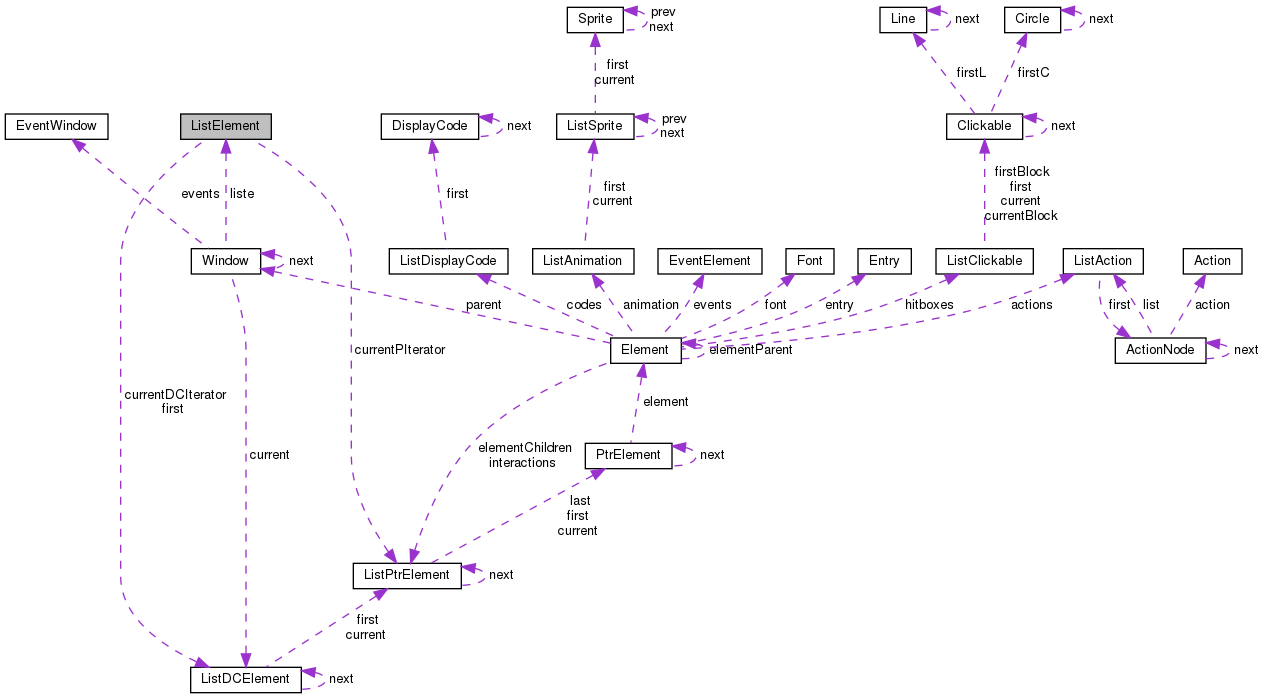 Sprite
prev
next
Line
next
Circle
next
first
current
firstL
firstC
EventWindow
ListElement
DisplayCode
next
ListSprite
prev
next
Clickable
next
events
liste
first
first
current
firstBlock
first
current
currentBlock
Window
next
ListDisplayCode
ListAnimation
EventElement
Font
Entry
ListClickable
ListAction
Action
parent
codes
animation
events
font
entry
hitboxes
actions
first
list
action
currentPIterator
Element
elementParent
ActionNode
next
currentDCIterator
first
element
current
elementChildren
interactions
PtrElement
next
last
first
current
ListPtrElement
next
first
current
ListDCElement
next